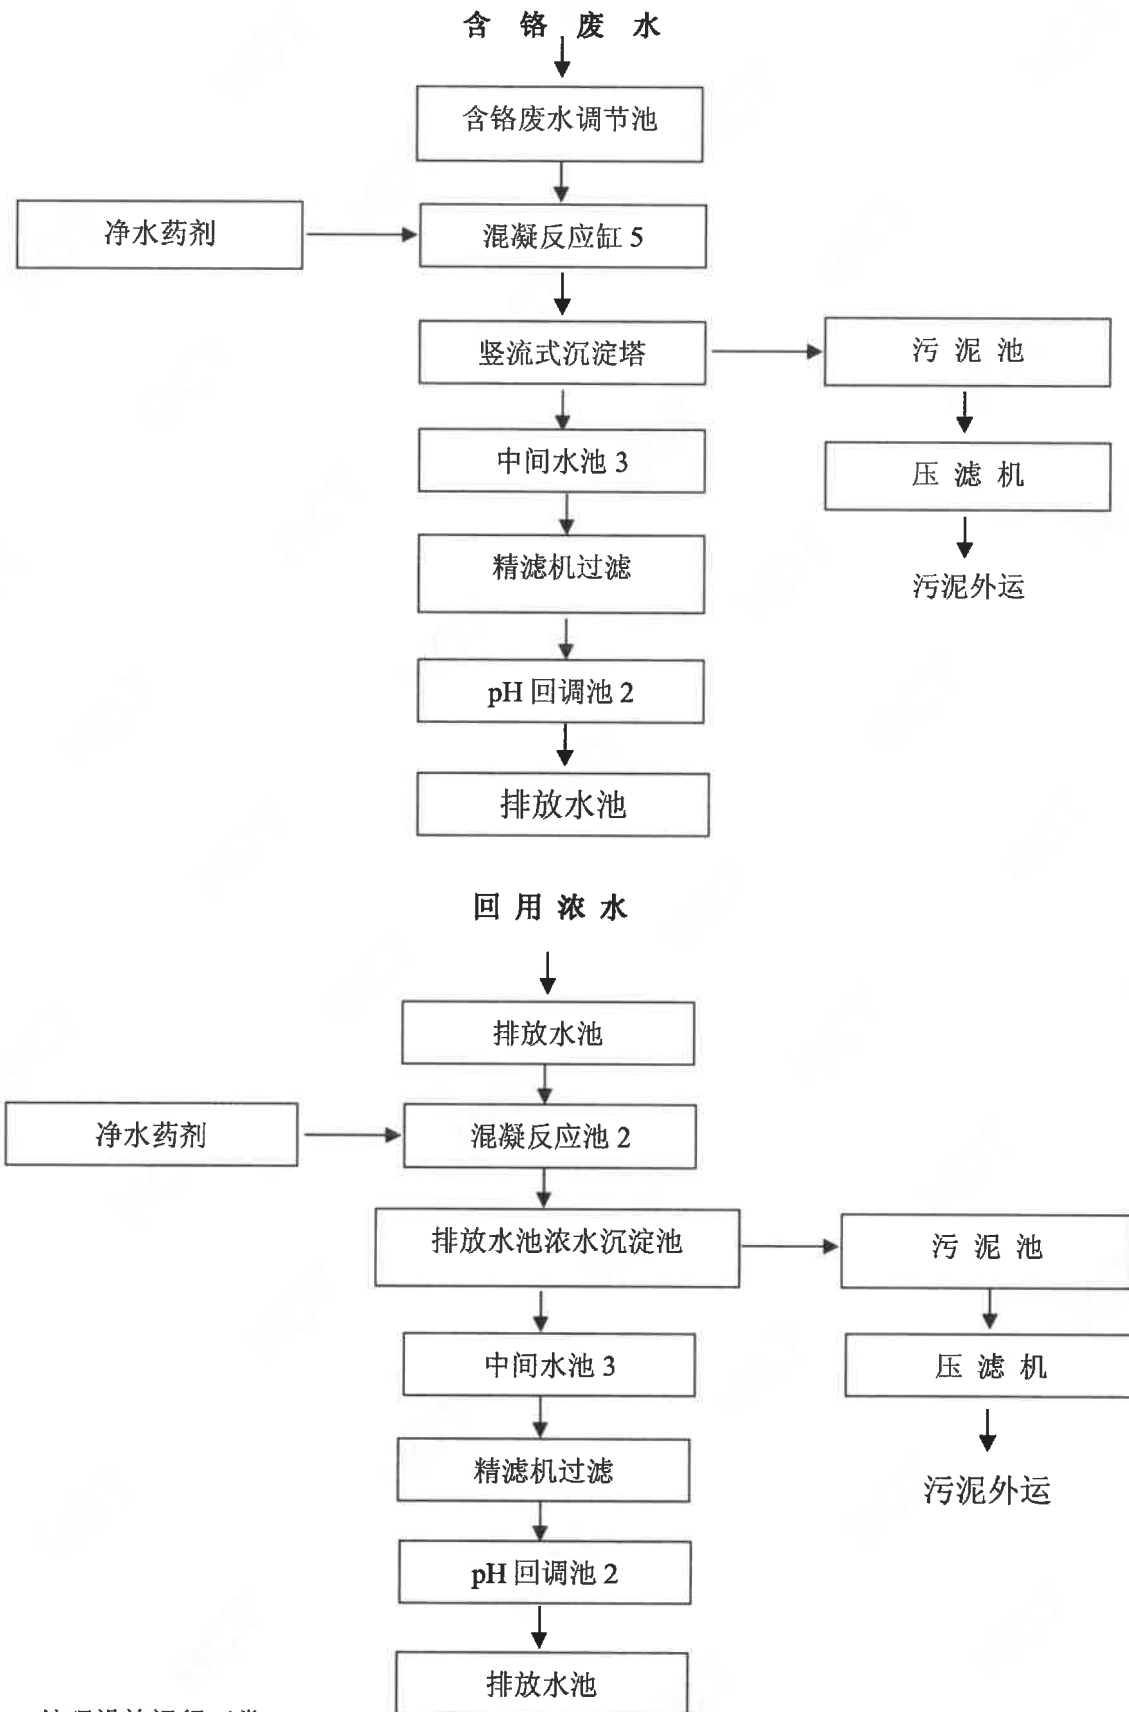 含 铬 废 水
含铬废水调节池
净水药剂
混凝反应缸 5
竖流式沉淀塔
污 泥 池
中间水池 3
压 滤 机
精滤机过滤
污泥外运
pH 回调池 2
排放水池
回 用 浓 水
排放水池
净水药剂
混凝反应池 2
排放水池浓水沉淀池
污 泥 池
中间水池 3
压 滤 机
精滤机过滤
污泥外运
pH 回调池 2
排放水池